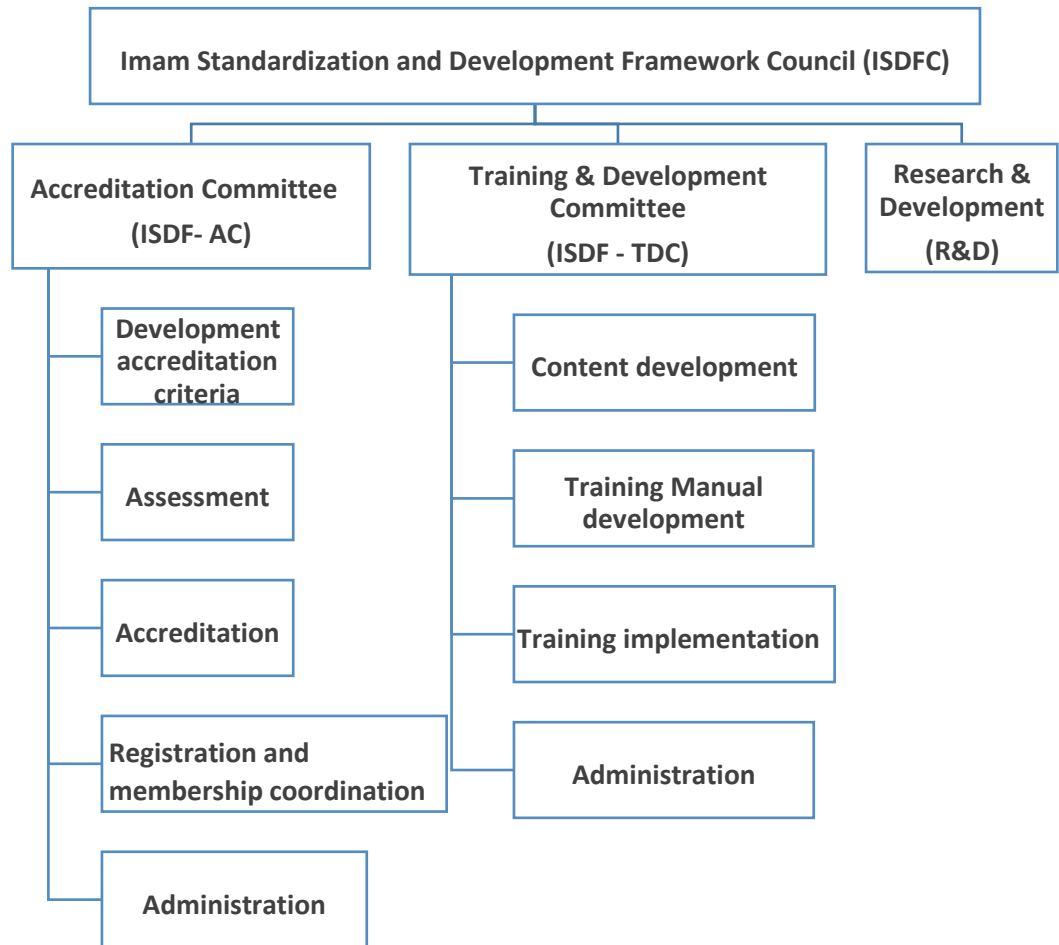 Imam Standardization and Development Framework Council (ISDFC)
Accreditation Committee
(ISDF- AC)
Development
accreditation
criteria
Assessment
Accreditation
Registration and
membership coordination
Administration
Training & Development
Committee
(ISDF - TDC)
Content development
Training Manual
development
Training implementation
Administration
Research &
Development
(R&D)